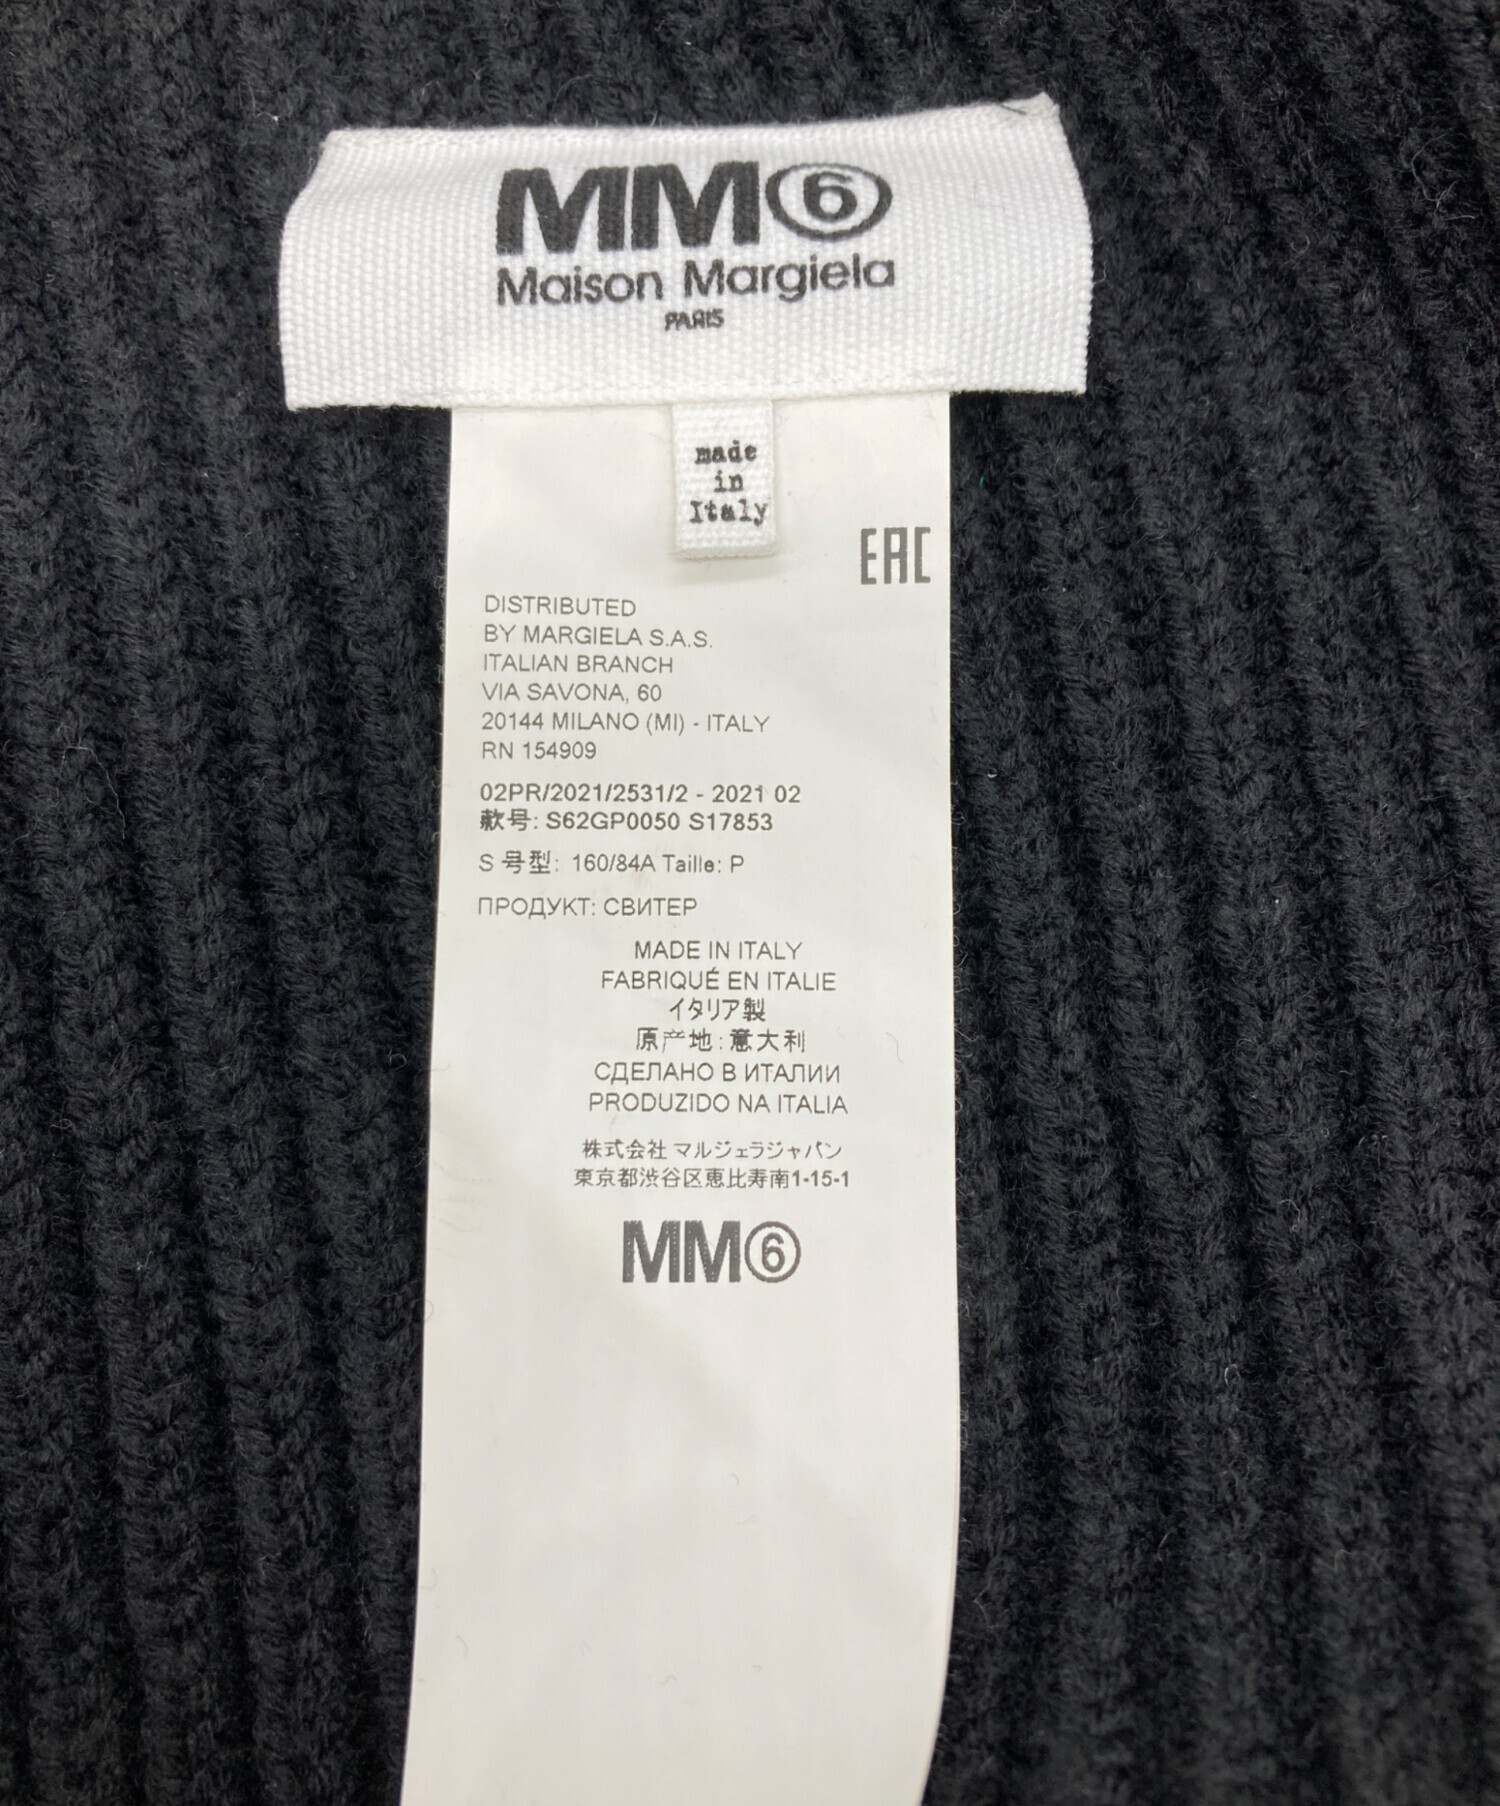 MM⑥
Maison Margiela
PARIS
made
in
Italy
EAC
DISTRIBUTED
BY MARGIELA S.A.S.
ITALIAN BRANCH
VIA SAVONA, 60
20144 MILANO (MI) - ITALY
RN 154909
02PR/2021/2531/2 - 2021 02
款号: S62GP0050 S17853
S 号型: 160/84A Taille: P
ПРОДУКТ: СВИТЕР
MADE IN ITALY
FABRIQUÉ EN ITALIE
イタリア製
原产地: 意大利
СДЕЛАНО В ИТАЛИИ
PRODUZIDO NA ITALIA
株式会社 マルジェラジャパン
東京都渋谷区恵比寿南1-15-1
MM⑥